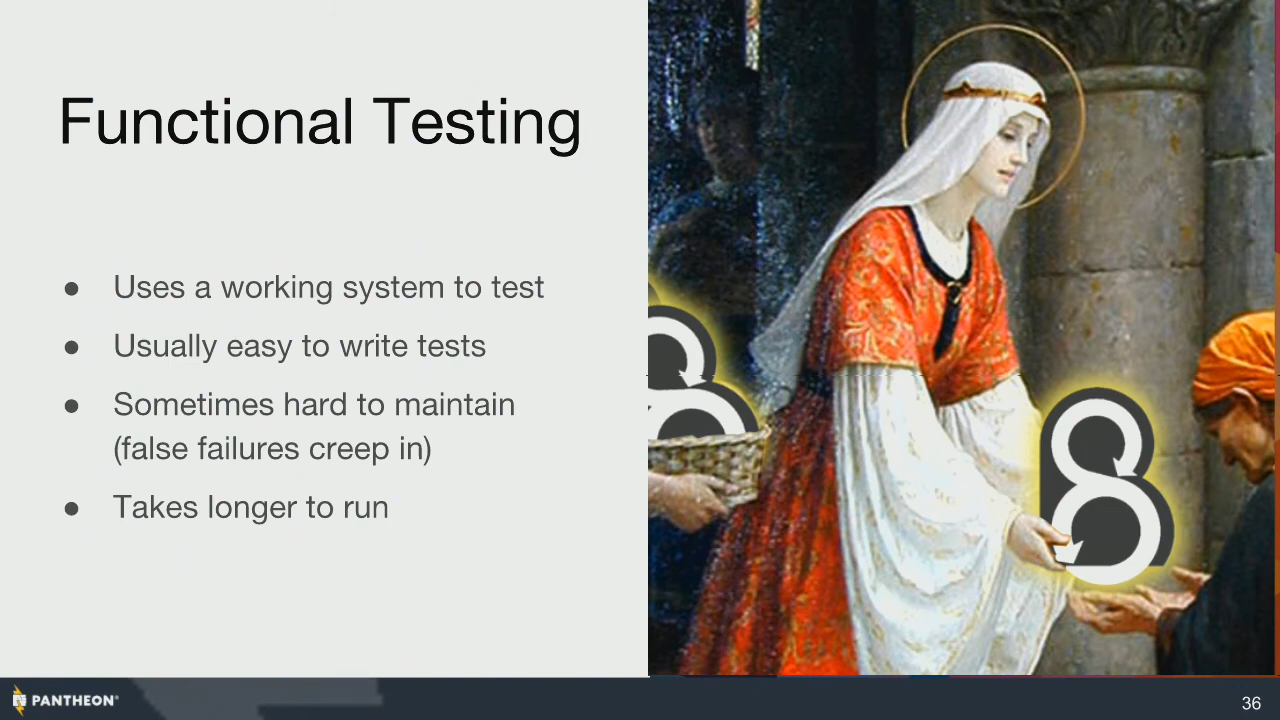 Functional Testing
● Uses a working system to test
● Usually easy to write tests
● Sometimes hard to maintain
(false failures creep in)
● Takes longer to run
PANTHEON®
36